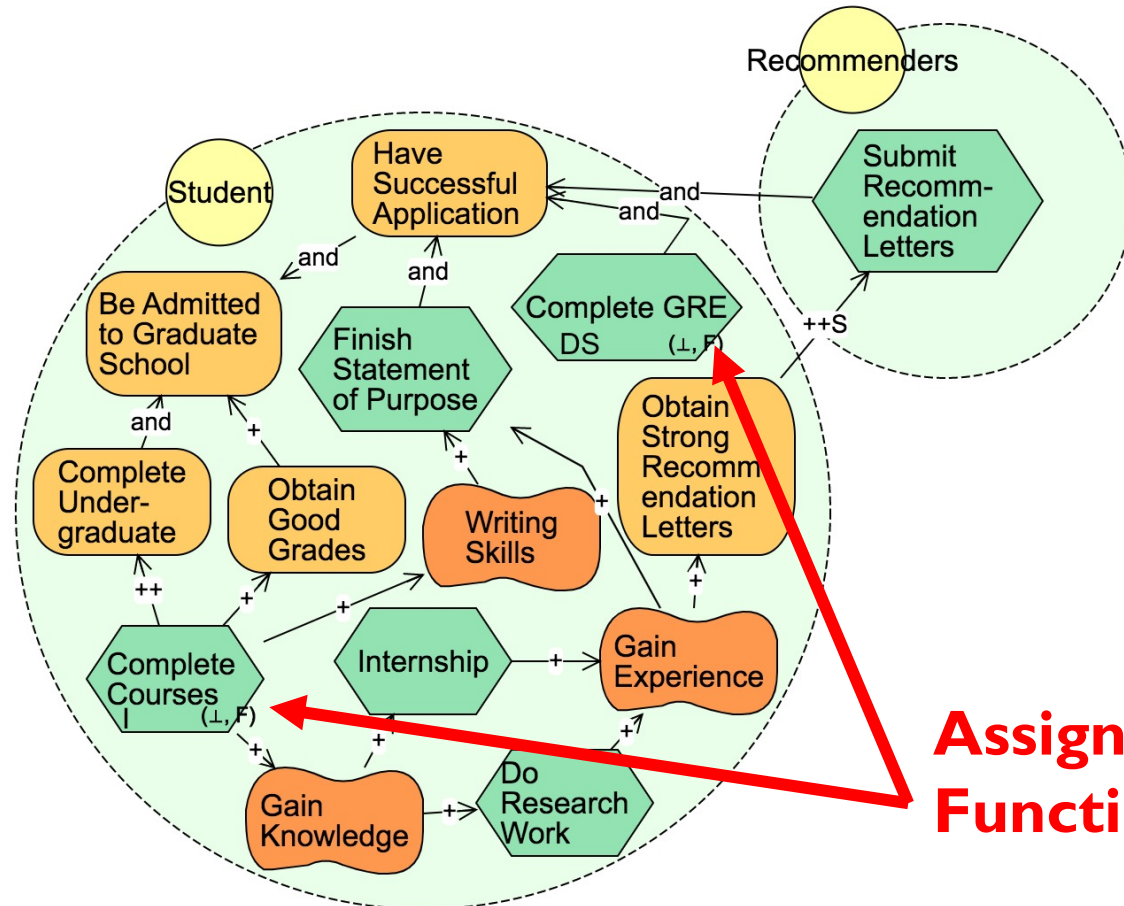 Recommenders
Submit
Recomm-
endation
Letters
Student
Have
Successful
Application
and
and
and
and
Be Admitted
to Graduate
School
Finish
Statement
of Purpose
Complete GRE
DS (⊥, F)
++S
Obtain
Strong
Recomm
endation
Letters
and
+
Complete
Under-
graduate
Obtain
Good
Grades
+
Writing
Skills
+
++
+
+
+
Complete
Courses
I (⊥, F)
Internship
+
Gain
Experience
+
+
+
Gain
Knowledge
+
Do
Research
Work
Assign
Functi